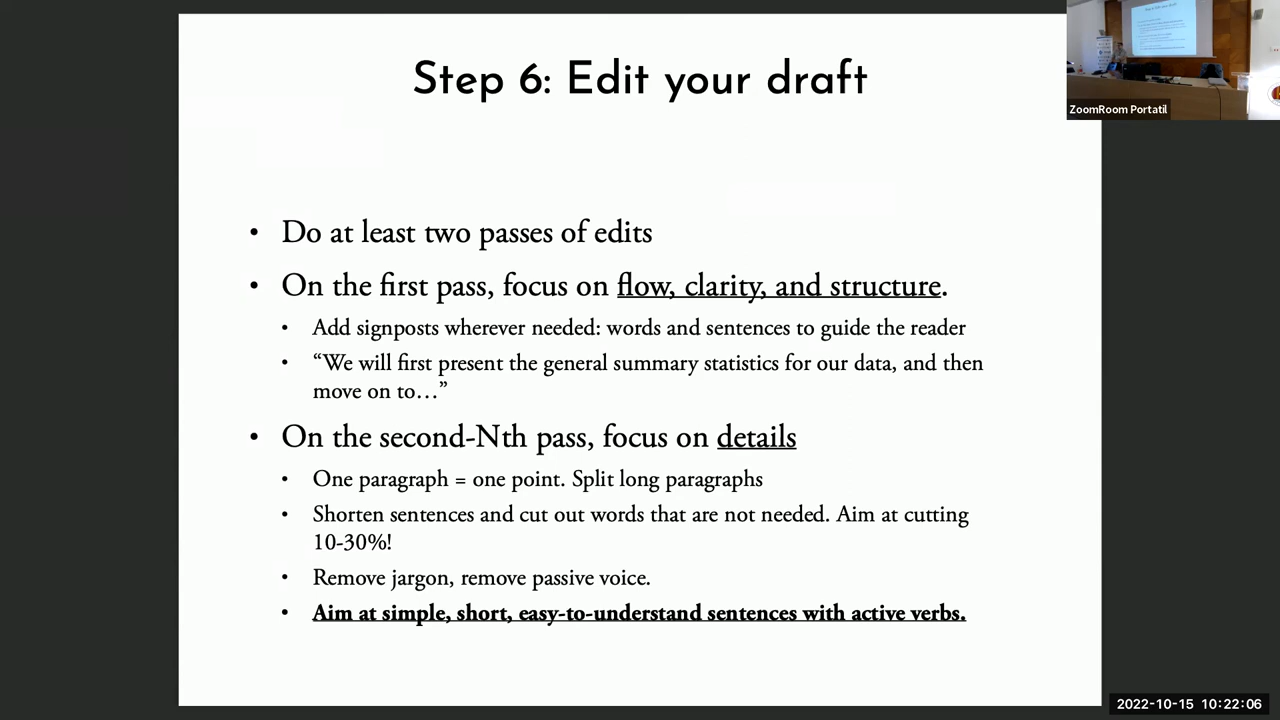 Step 6: Edit your draft
• Do at least two passes of edits
• On the first pass, focus on flow, clarity, and structure.
• Add signposts wherever needed: words and sentences to guide the reader
• “We will first present the general summary statistics for our data, and then
move on to…”
• On the second-Nth pass, focus on details
• One paragraph = one point. Split long paragraphs
• Shorten sentences and cut out words that are not needed. Aim at cutting
10-30%!
• Remove jargon, remove passive voice.
• Aim at simple, short, easy-to-understand sentences with active verbs.
ZoomRoom Portatil
2022-10-15 10:22:06